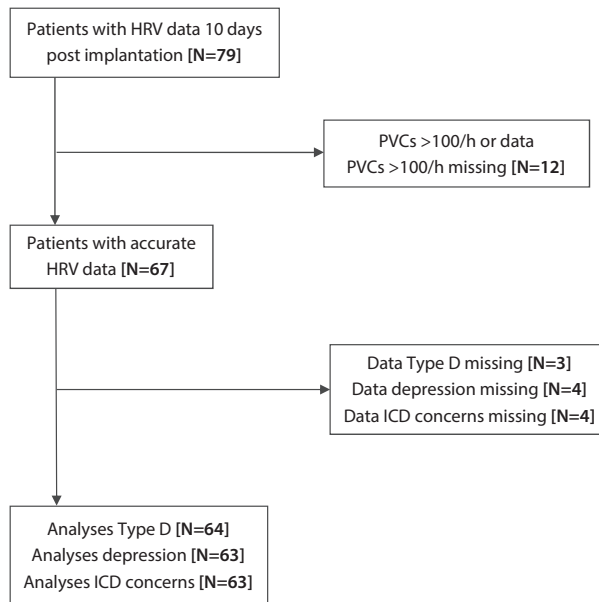 Patients with HRV data 10 days
post implantation [N=79]
PVCs >100/h or data
PVCs >100/h missing [N=12]
Patients with accurate
HRV data [N=67]
Data Type D missing [N=3]
Data depression missing [N=4]
Data ICD concerns missing [N=4]
Analyses Type D [N=64]
Analyses depression [N=63]
Analyses ICD concerns [N=63]